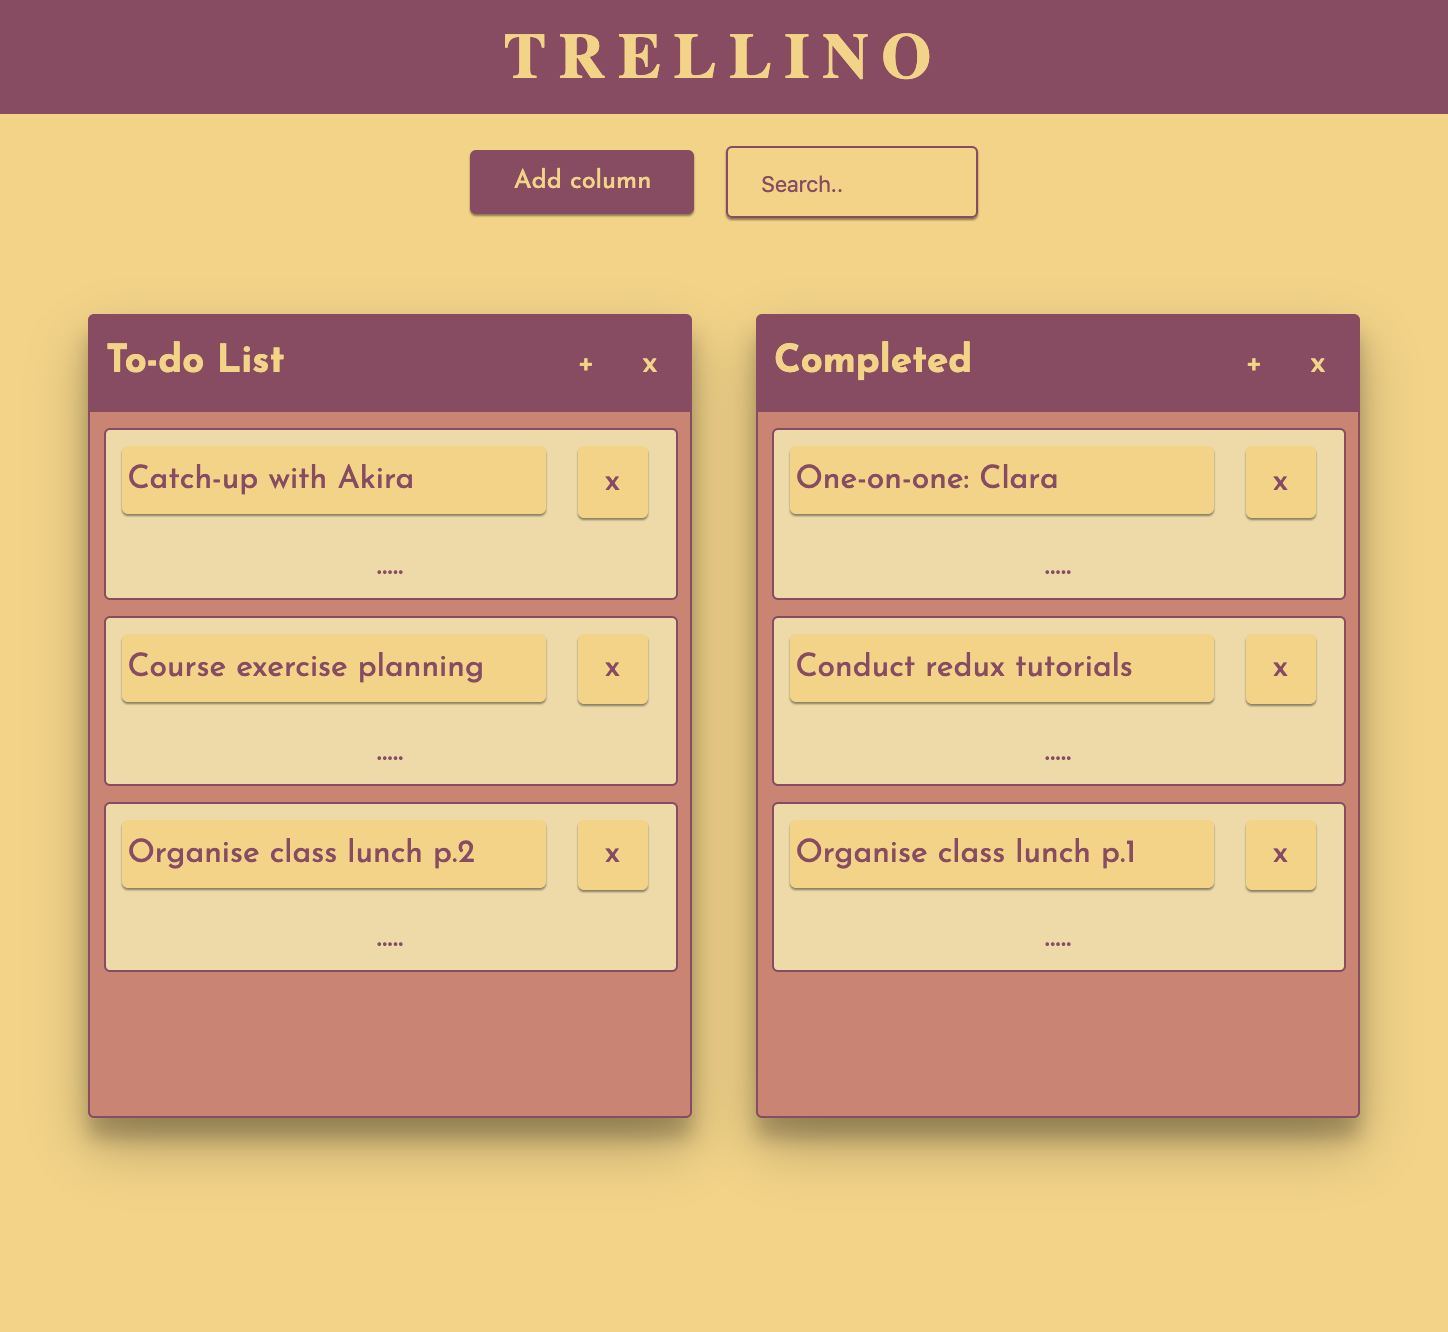 TRELLINO
Add column
Search..
To-do List + x
Catch-up with Akira x
.....
Course exercise planning x
.....
Organise class lunch p.2 x
.....
Completed + x
One-on-one: Clara x
.....
Conduct redux tutorials x
.....
Organise class lunch p.1 x
.....